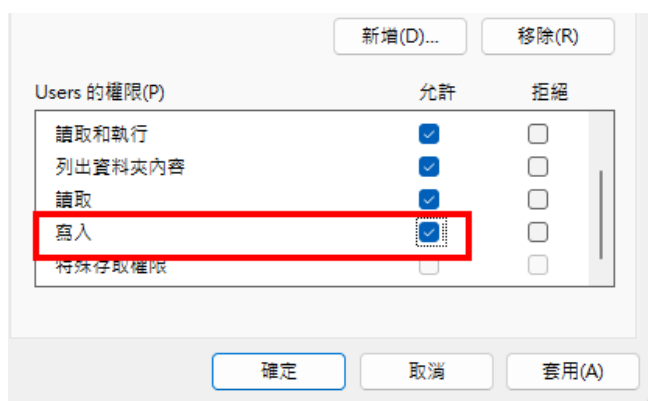 新增(D)... 移除(R)
Users 的權限(P) 允許 拒絕
讀取和執行
列出資料夾內容
讀取
寫入
特殊存取權限
確定 取消 套用(A)